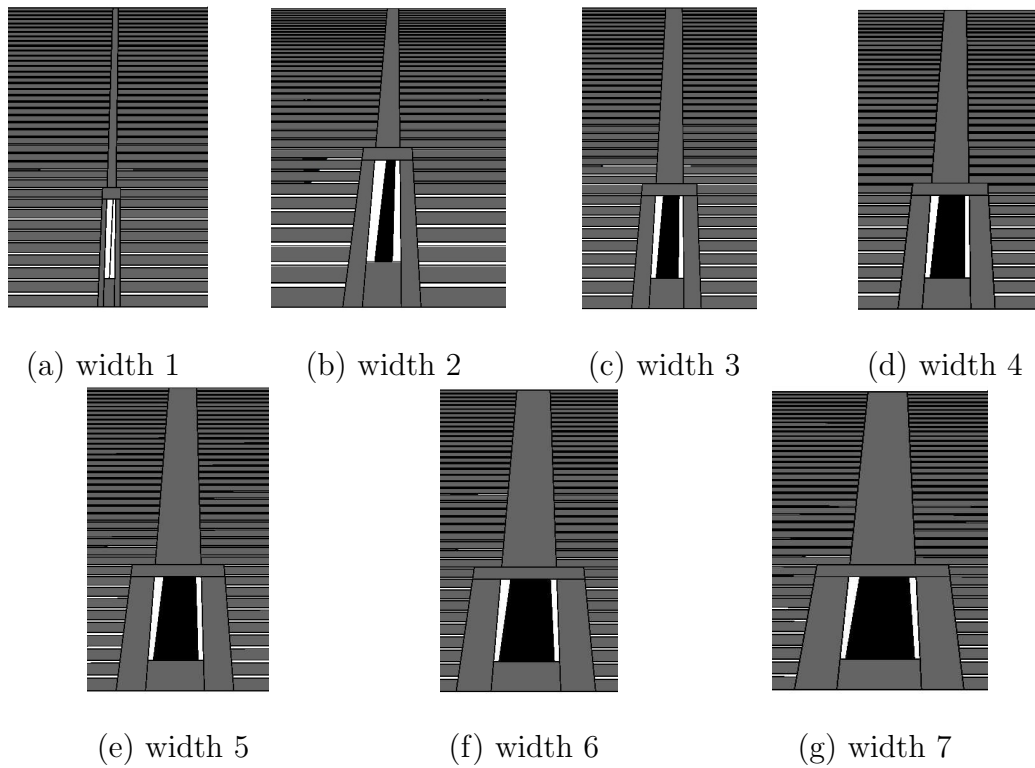 (a) width 1
(b) width 2
(c) width 3
(d) width 4
(e) width 5
(f) width 6
(g) width 7